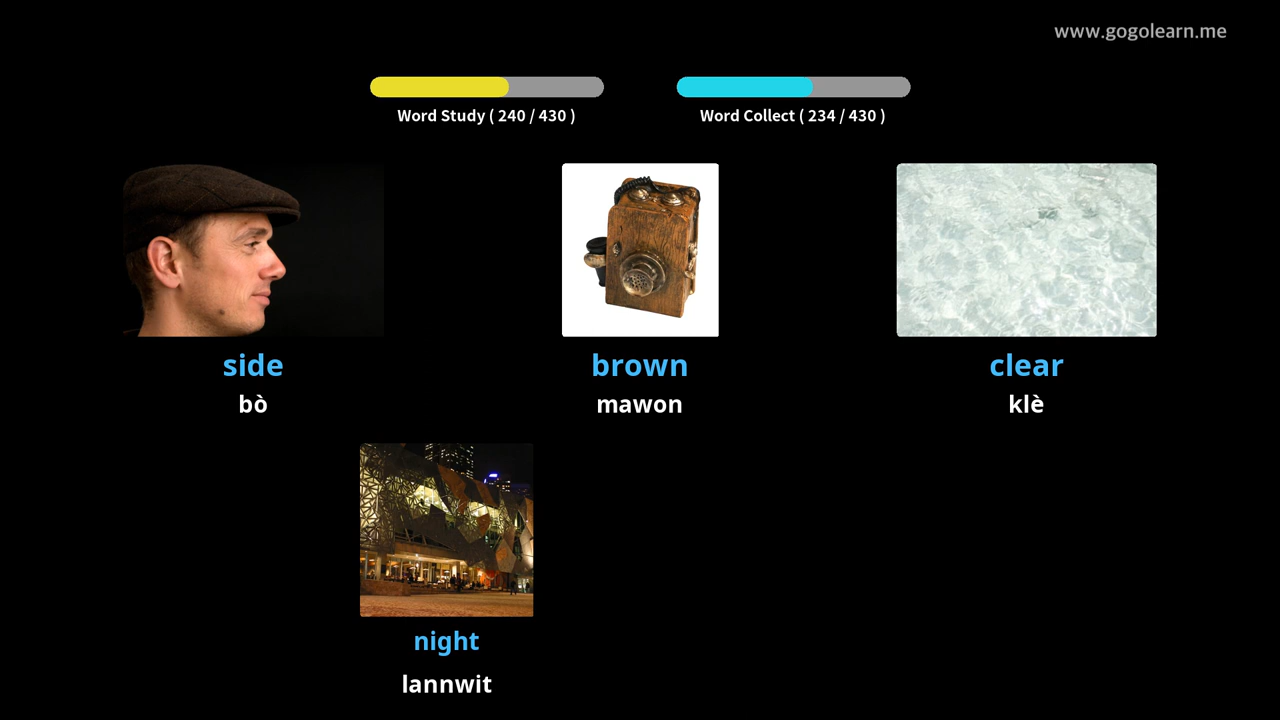 www.gogolearn.me
Word Study ( 240 / 430 )
Word Collect ( 234 / 430 )
side
brown
clear
bò
mawon
klè
night
lannwit